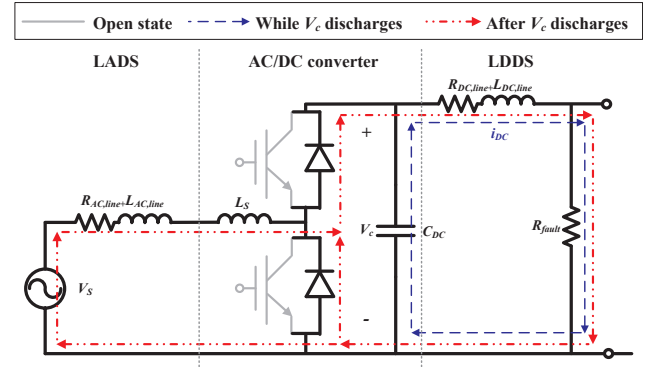 Open state
While Vc discharges
After Vc discharges
LADS
AC/DC converter
LDDS
RDC,line+LDC,line
+
iDC
RAC,line+LAC,line
LS
Vc
CDC
Rfault
VS
-